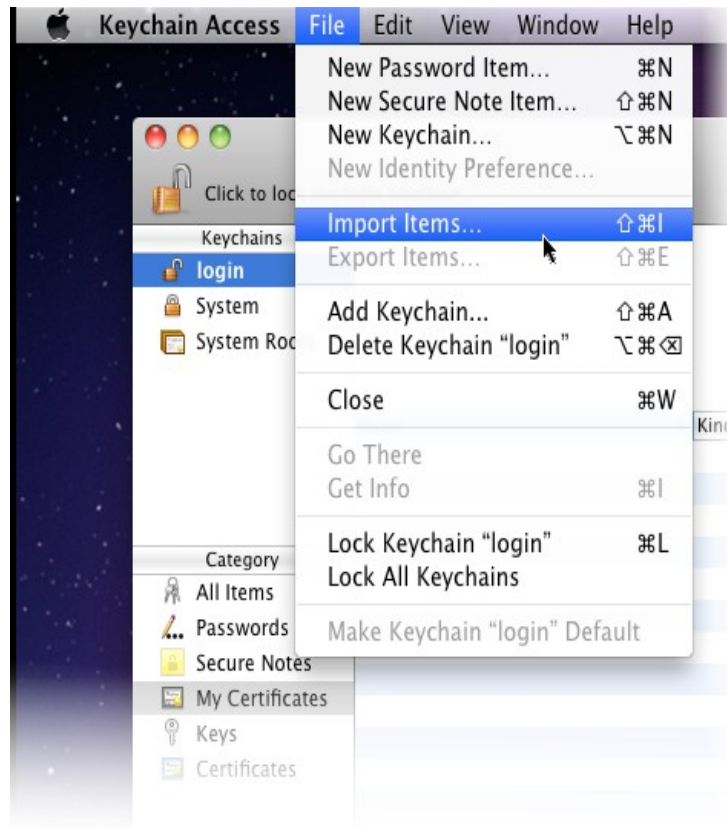 Keychain Access File Edit View Window Help
New Password Item... ⌘N
New Secure Note Item... ⇧⌘N
New Keychain... ⌥⌘N
New Identity Preference...
Click to loc
Import Items... ⇧⌘I
Keychains
Export Items... ⇧⌘E
login
System
Add Keychain... ⇧⌘A
System Roo
Delete Keychain “login” ⌥⌘⌫
Close ⌘W
Kin
Go There
Get Info ⌘I
Lock Keychain “login” ⌘L
Category
Lock All Keychains
All Items
Passwords
Make Keychain “login” Default
Secure Notes
My Certificates
Keys
Certificates